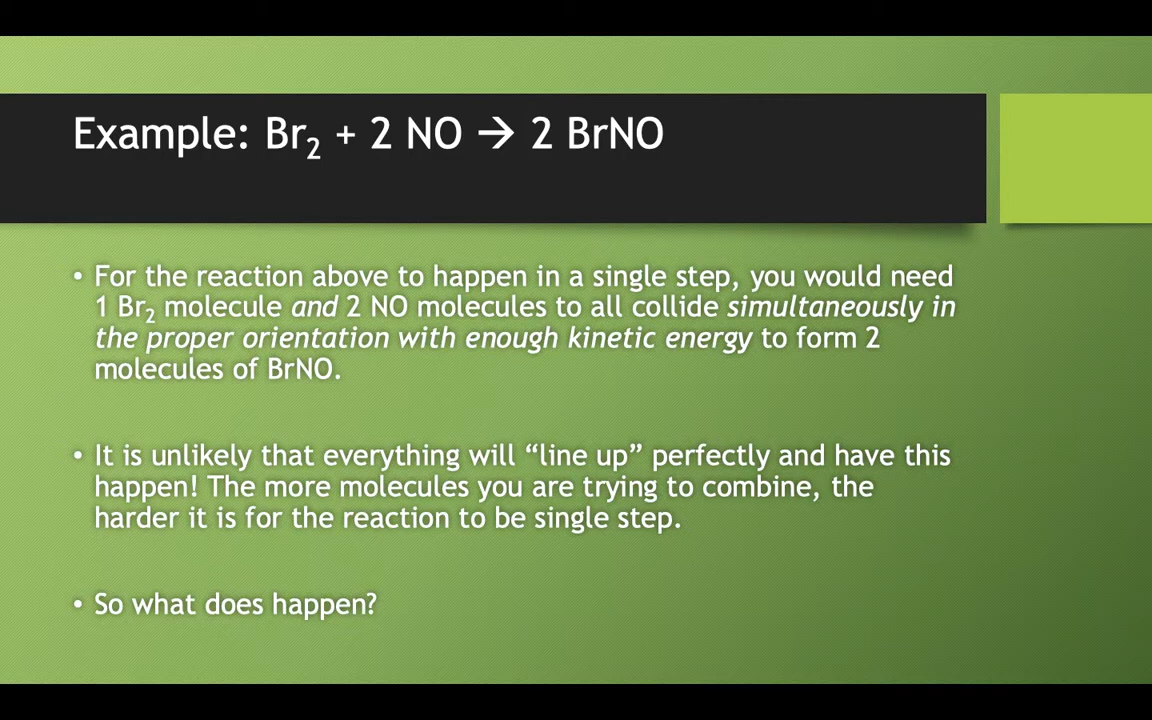 Example: Br₂ + 2 NO → 2 BrNO
• For the reaction above to happen in a single step, you would need
1 Br₂ molecule and 2 NO molecules to all collide simultaneously in
the proper orientation with enough kinetic energy to form 2
molecules of BrNO.
• It is unlikely that everything will “line up” perfectly and have this
happen! The more molecules you are trying to combine, the
harder it is for the reaction to be single step.
• So what does happen?